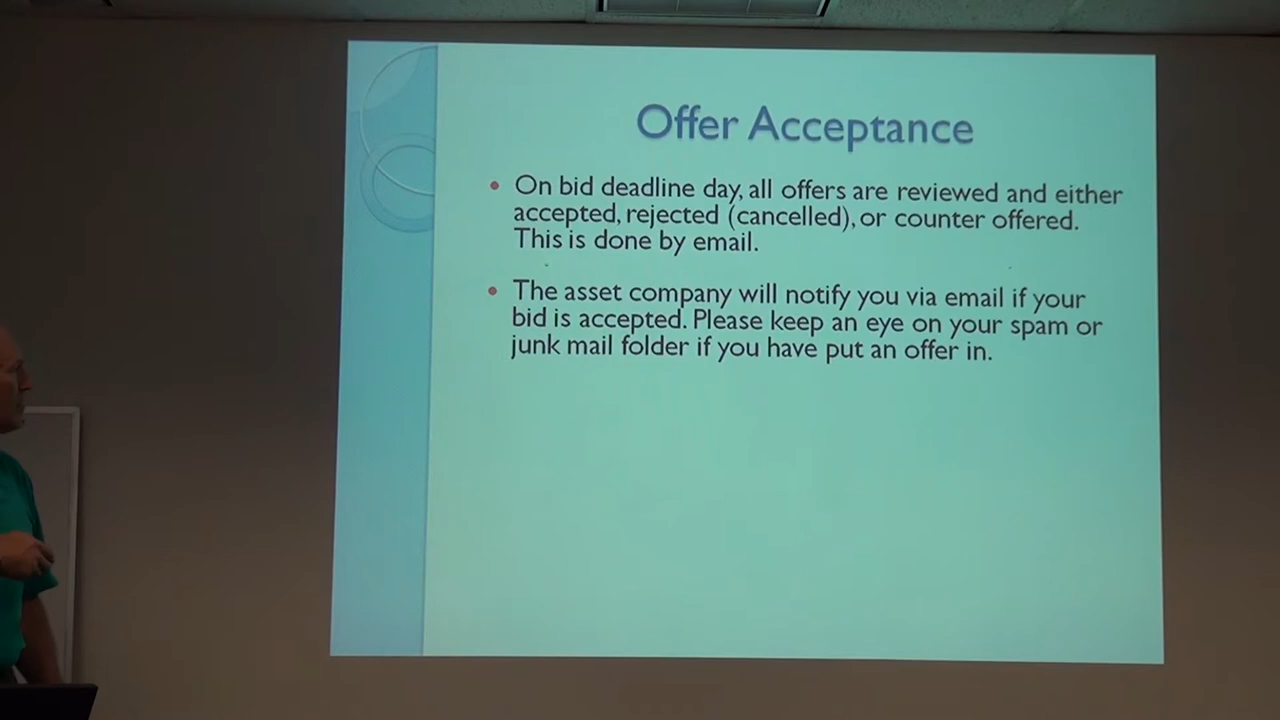 Offer Acceptance
• On bid deadline day, all offers are reviewed and either
accepted, rejected (cancelled), or counter offered.
This is done by email.
• The asset company will notify you via email if your
bid is accepted. Please keep an eye on your spam or
junk mail folder if you have put an offer in.